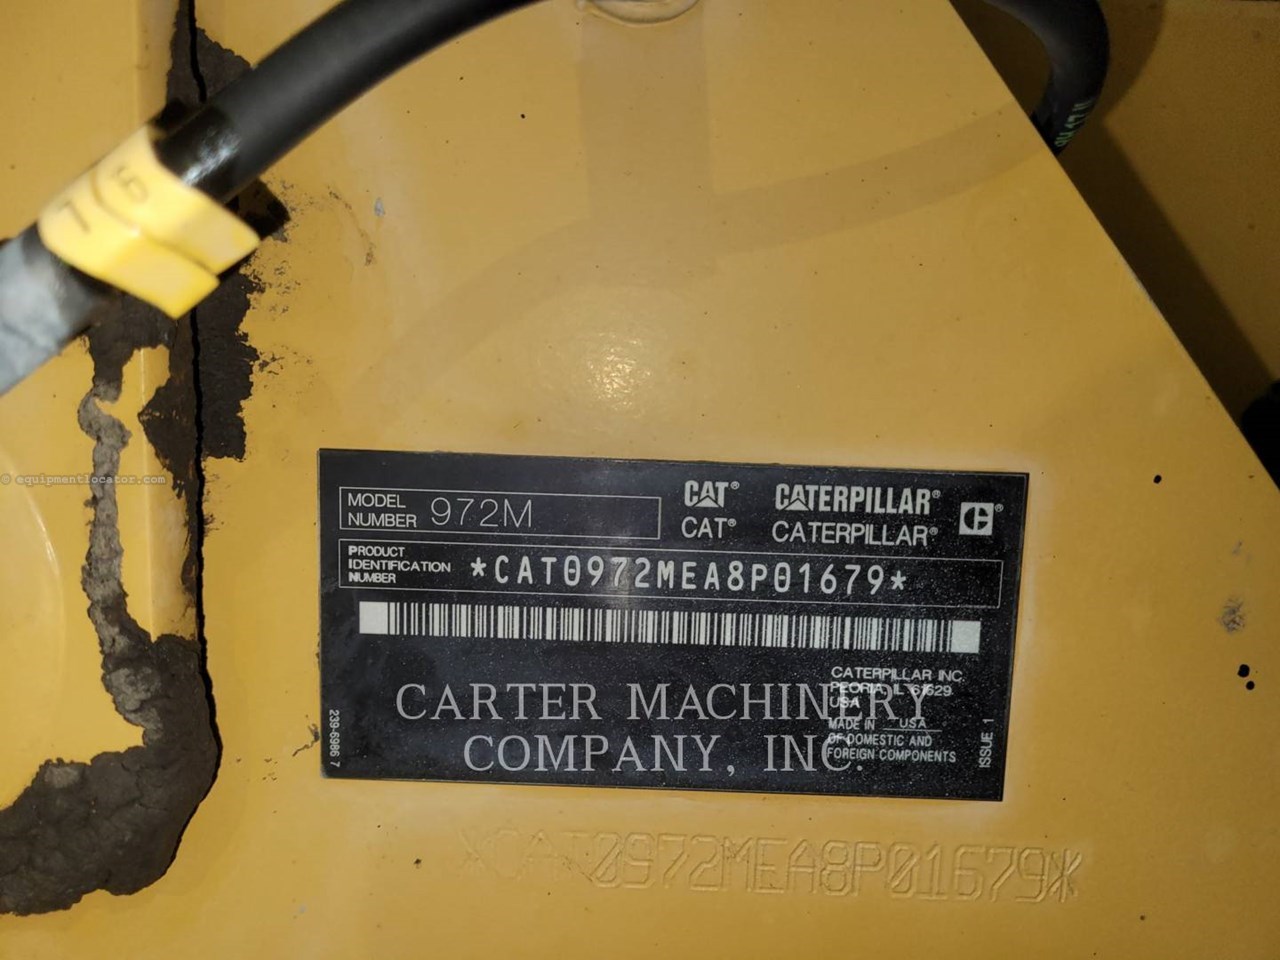 © equipmentlocator.com
MODEL NUMBER 972M
CAT® CATERPILLAR®
CAT® CATERPILLAR®
PRODUCT IDENTIFICATION NUMBER *CAT0972MEA8P01679*
CATERPILLAR INC.
PEORIA, IL 61629
USA
MADE IN USA
OF DOMESTIC AND
FOREIGN COMPONENTS
ISSUE 1
239-6986 7
CARTER MACHINERY
COMPANY, INC.
*CAT0972MEA8P01679*